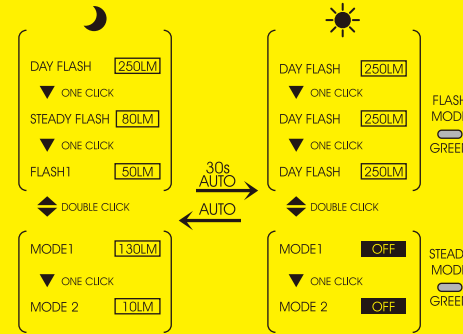 DAY FLASH 250LM
ONE CLICK
STEADY FLASH 80LM
ONE CLICK
FLASH1 50LM
DOUBLE CLICK
MODE1 130LM
ONE CLICK
MODE 2 10LM
30s
AUTO
AUTO
DAY FLASH 250LM
ONE CLICK
DAY FLASH 250LM
ONE CLICK
DAY FLASH 250LM
DOUBLE CLICK
MODE1 OFF
ONE CLICK
MODE 2 OFF